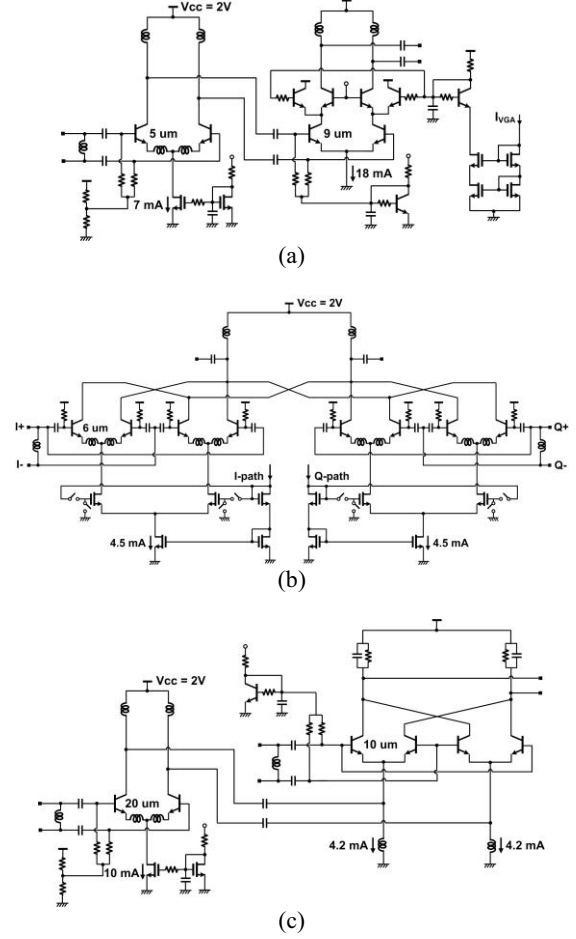 Vcc = 2V
5 um
9 um
I_VGA
18 mA
7 mA
(a)
Vcc = 2V
I+
6 um
Q+
I-
I-path
Q-path
Q-
4.5 mA
4.5 mA
(b)
Vcc = 2V
10 um
20 um
4.2 mA
4.2 mA
10 mA
(c)